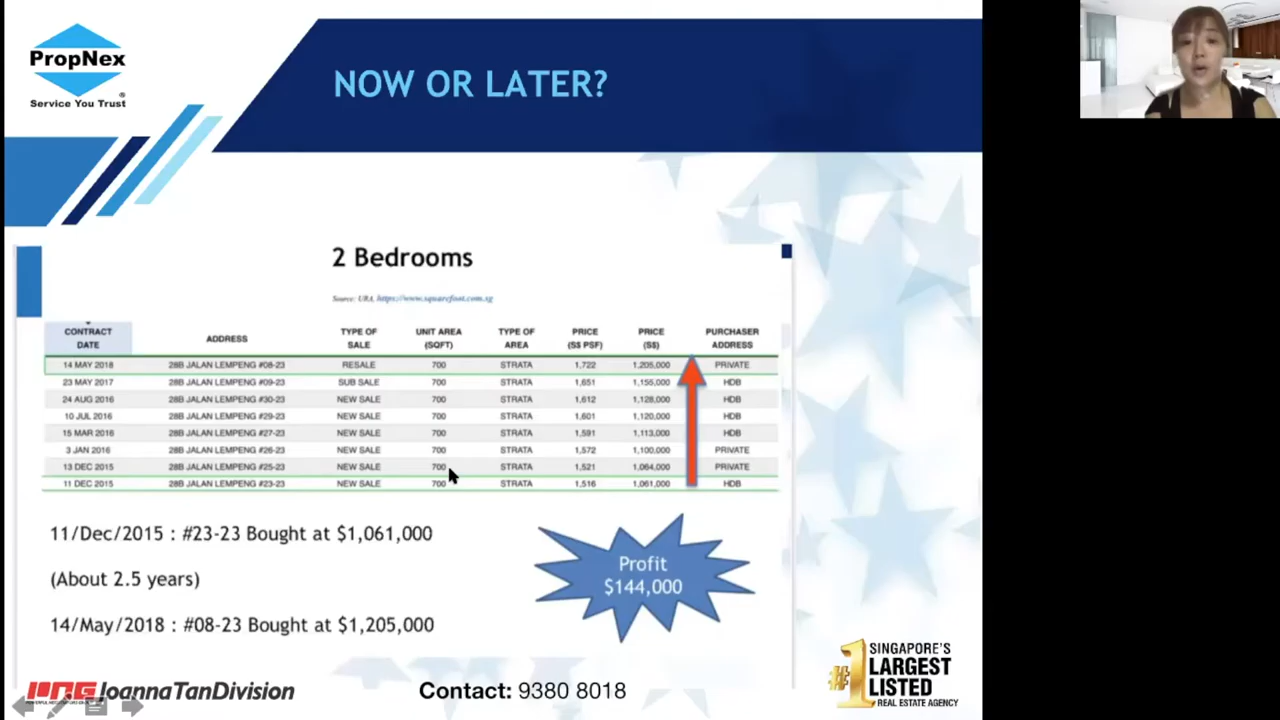 PropNex
Service You Trust
®
NOW OR LATER?
2 Bedrooms
Source: URA, https://www.squarefoot.com.sg
CONTRACT DATE ADDRESS TYPE OF SALE UNIT AREA (SQFT) TYPE OF AREA PRICE (S$ PSF) PRICE (S$) PURCHASER ADDRESS
14 MAY 2018 28B JALAN LEMPENG #08-23 RESALE 700 STRATA 1,722 1,205,000 PRIVATE
23 MAY 2017 28B JALAN LEMPENG #09-23 SUB SALE 700 STRATA 1,651 1,156,000 HDB
24 AUG 2016 28B JALAN LEMPENG #30-23 NEW SALE 700 STRATA 1,612 1,128,000 HDB
10 JUL 2016 28B JALAN LEMPENG #29-23 NEW SALE 700 STRATA 1,601 1,120,000 HDB
15 MAR 2016 28B JALAN LEMPENG #27-23 NEW SALE 700 STRATA 1,591 1,113,000 HDB
3 JAN 2016 28B JALAN LEMPENG #26-23 NEW SALE 700 STRATA 1,572 1,100,000 PRIVATE
13 DEC 2015 28B JALAN LEMPENG #25-23 NEW SALE 700 STRATA 1,521 1,064,000 PRIVATE
11 DEC 2015 28B JALAN LEMPENG #23-23 NEW SALE 700 STRATA 1,516 1,061,000 HDB
11/Dec/2015 : #23-23 Bought at $1,061,000
(About 2.5 years)
14/May/2018 : #08-23 Bought at $1,205,000
Profit
$144,000
PNG JoannaTanDivision
Contact: 9380 8018
#1
SINGAPORE'S
LARGEST
LISTED
REAL ESTATE AGENCY